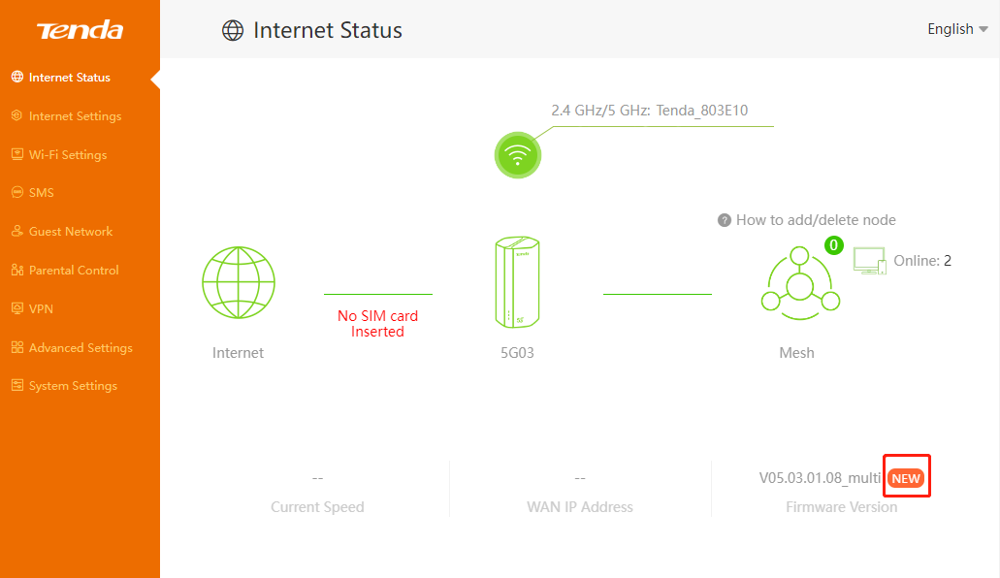 Tenda
Internet Status
English
Internet Status
Internet Settings
Wi-Fi Settings
SMS
Guest Network
Parental Control
VPN
Advanced Settings
System Settings
2.4 GHz/5 GHz: Tenda_803E10
? How to add/delete node
0
Online: 2
Tenda
5G
No SIM card
Inserted
Internet
5G03
Mesh
--
--
V05.03.01.08_multi NEW
Current Speed
WAN IP Address
Firmware Version